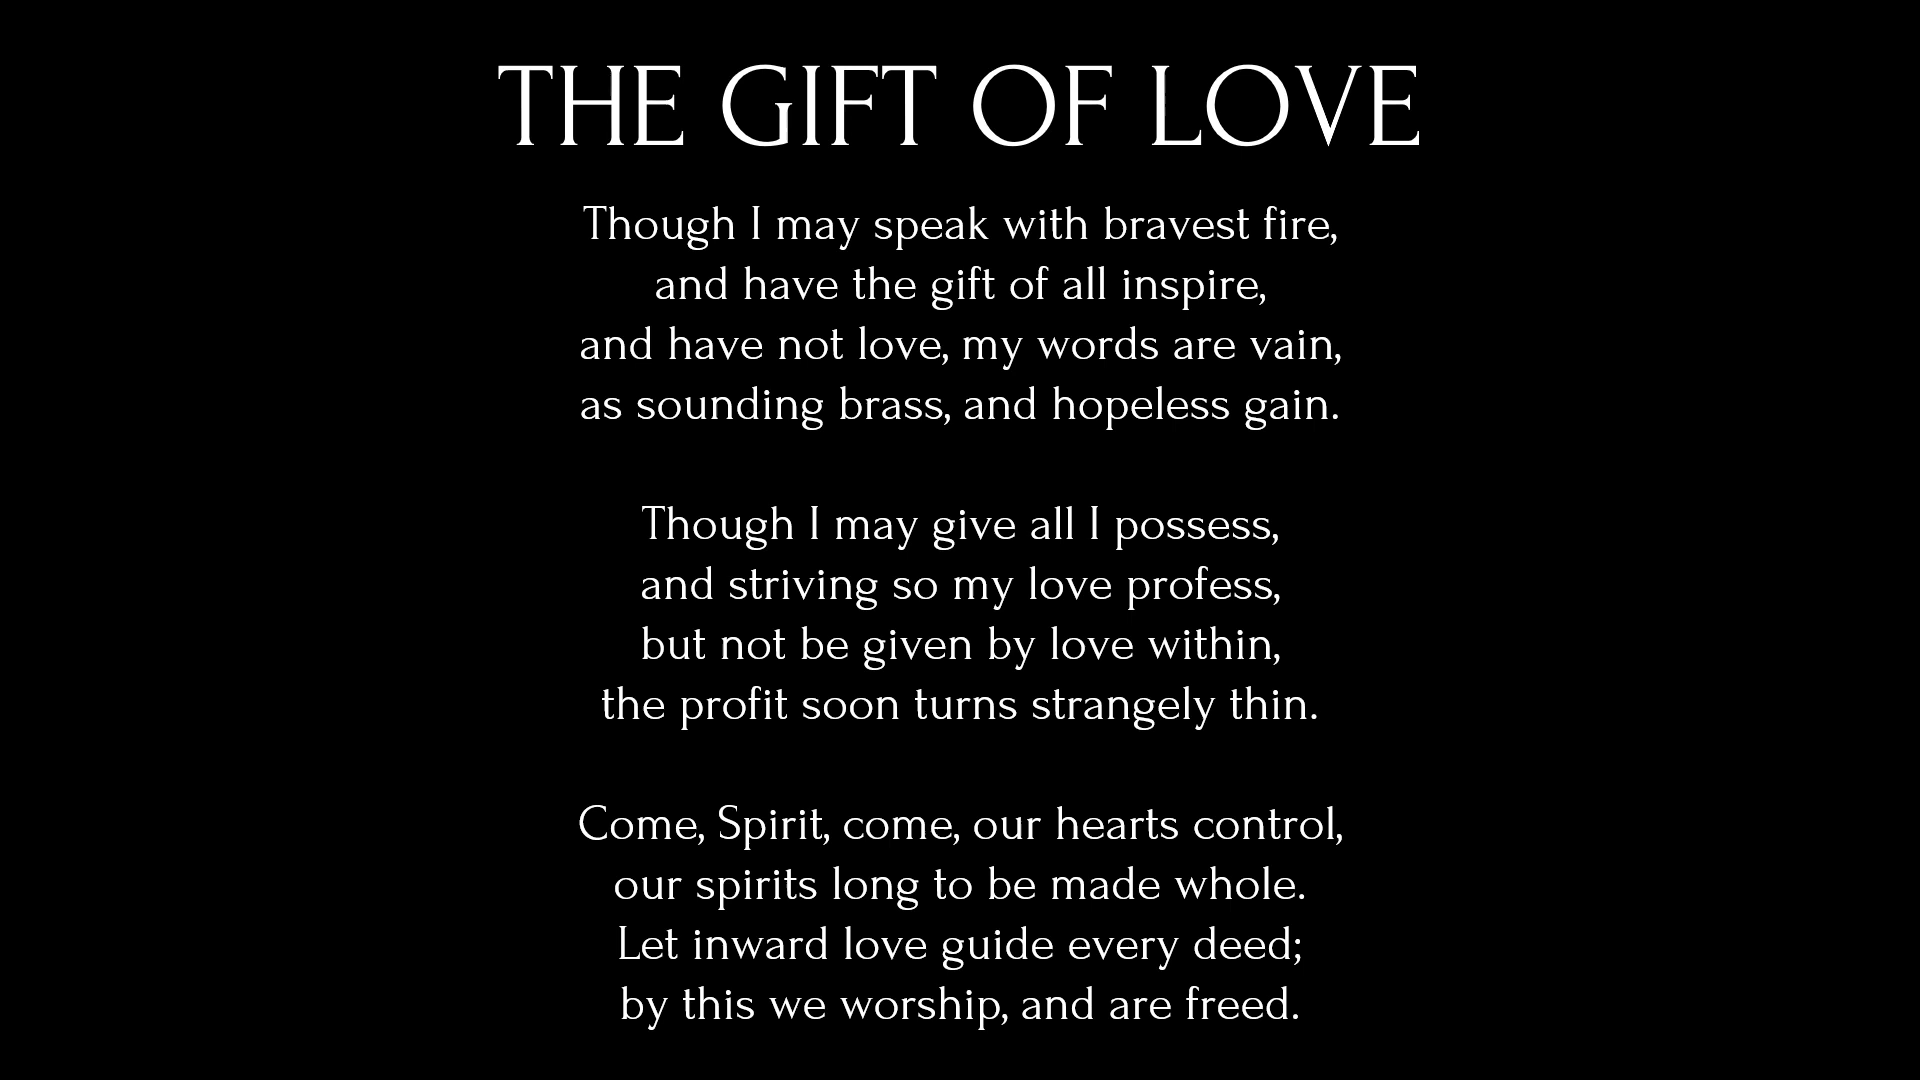 THE GIFT OF LOVE
Though I may speak with bravest fire,
and have the gift of all inspire,
and have not love, my words are vain,
as sounding brass, and hopeless gain.
Though I may give all I possess,
and striving so my love profess,
but not be given by love within,
the profit soon turns strangely thin.
Come, Spirit, come, our hearts control,
our spirits long to be made whole.
Let inward love guide every deed;
by this we worship, and are freed.